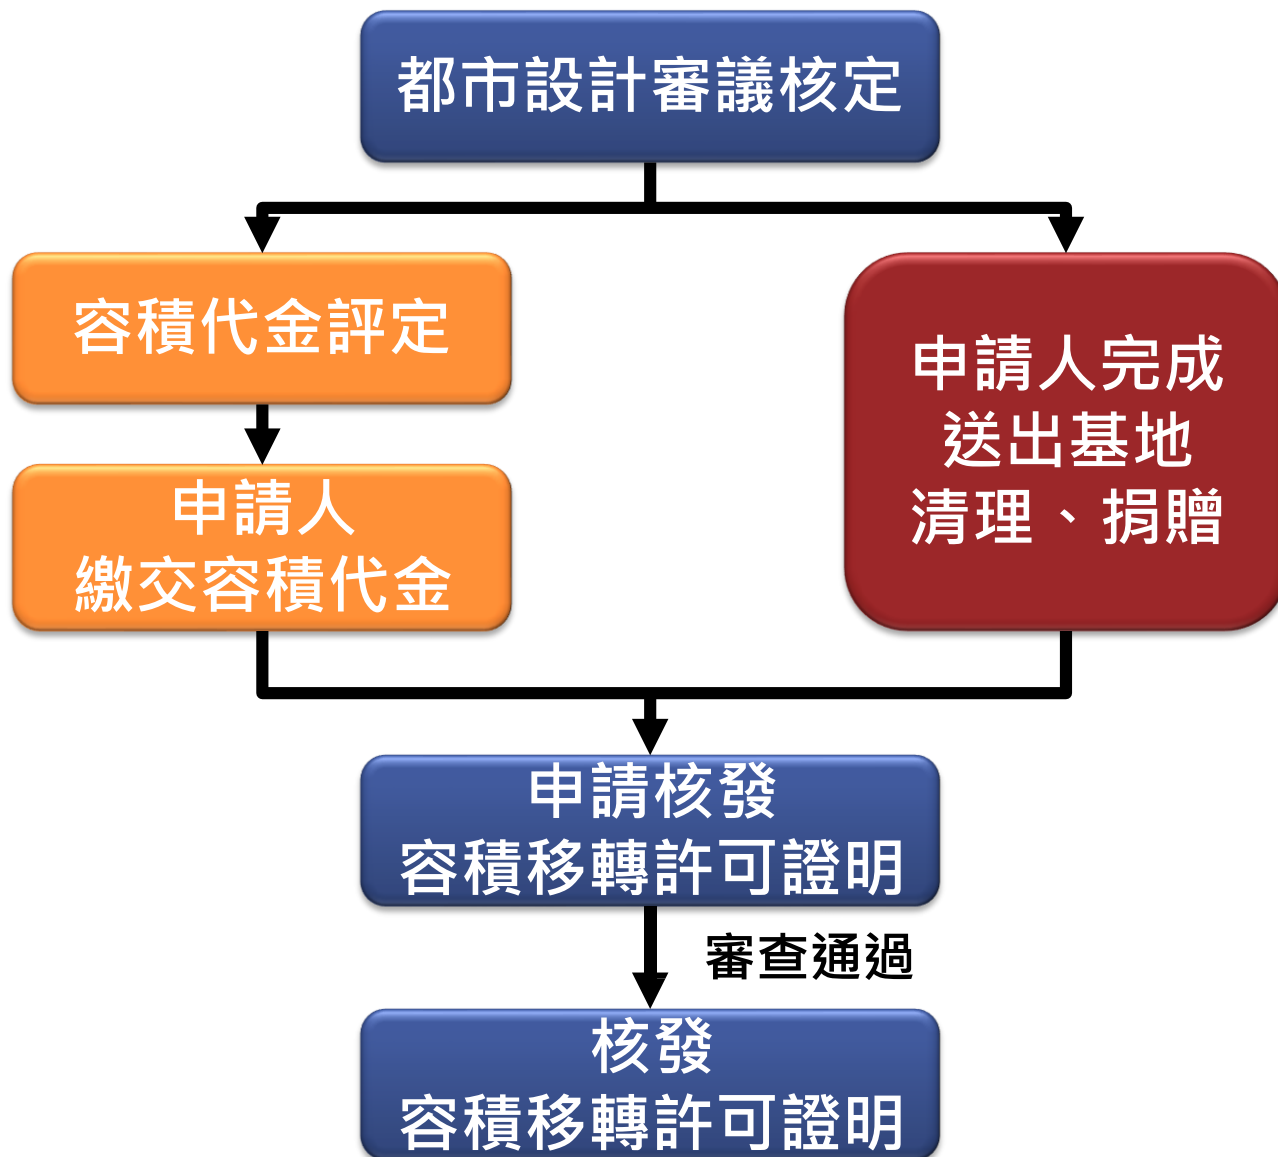 都市設計審議核定
容積代金評定
申請人
繳交容積代金
申請人完成
送出基地
清理、捐贈
申請核發
容積移轉許可證明
審查通過
核發
容積移轉許可證明